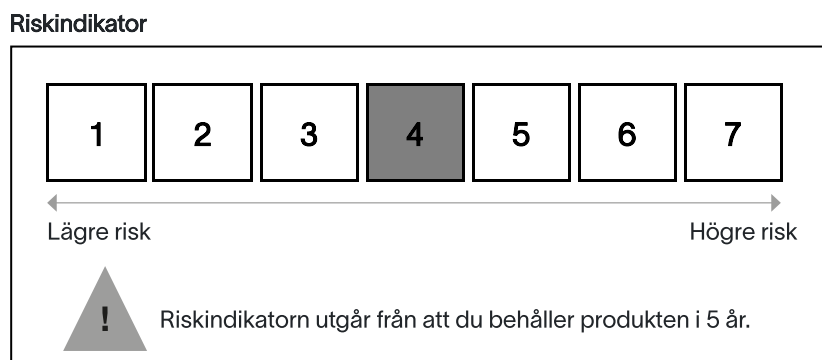 Riskindikator
1 2 3 4 5 6 7
Lägre risk Högre risk
! Riskindikatorn utgår från att du behåller produkten i 5 år.